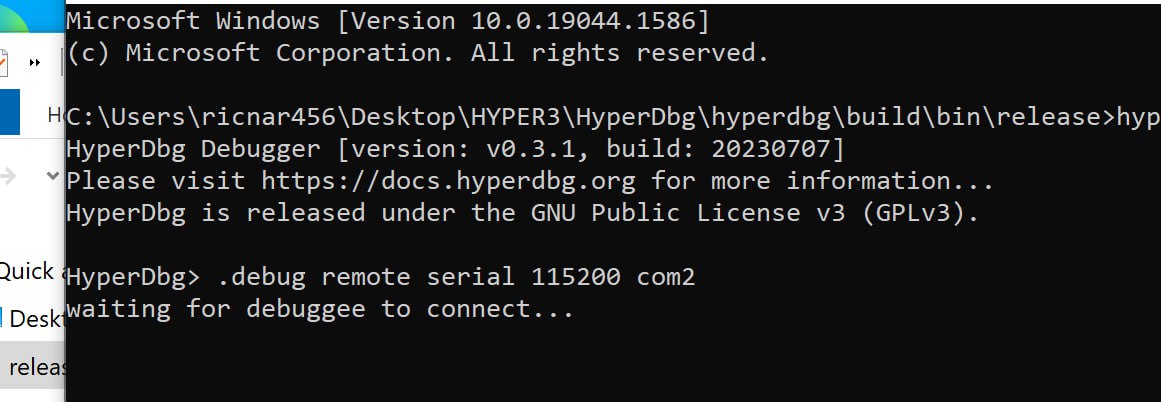 Microsoft Windows [Version 10.0.19044.1586]
(c) Microsoft Corporation. All rights reserved.
C:\Users\ricnar456\Desktop\HYPER3\HyperDbg\hyperdbg\build\bin\release>hyp
HyperDbg Debugger [version: v0.3.1, build: 20230707]
Please visit https://docs.hyperdbg.org for more information...
HyperDbg is released under the GNU Public License v3 (GPLv3).
HyperDbg> .debug remote serial 115200 com2
waiting for debuggee to connect...
Quick a
Deskt
releas